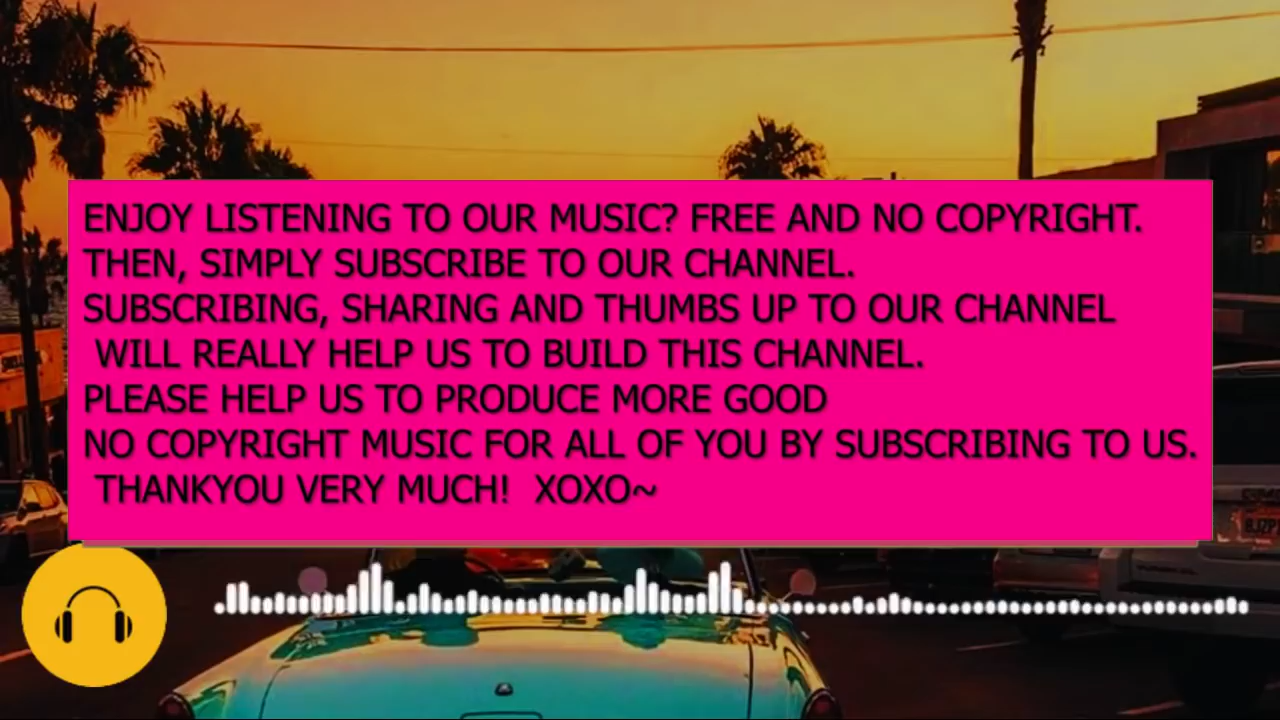 ENJOY LISTENING TO OUR MUSIC? FREE AND NO COPYRIGHT.
THEN, SIMPLY SUBSCRIBE TO OUR CHANNEL.
SUBSCRIBING, SHARING AND THUMBS UP TO OUR CHANNEL
WILL REALLY HELP US TO BUILD THIS CHANNEL.
PLEASE HELP US TO PRODUCE MORE GOOD
NO COPYRIGHT MUSIC FOR ALL OF YOU BY SUBSCRIBING TO US.
THANKYOU VERY MUCH!  XOXO~